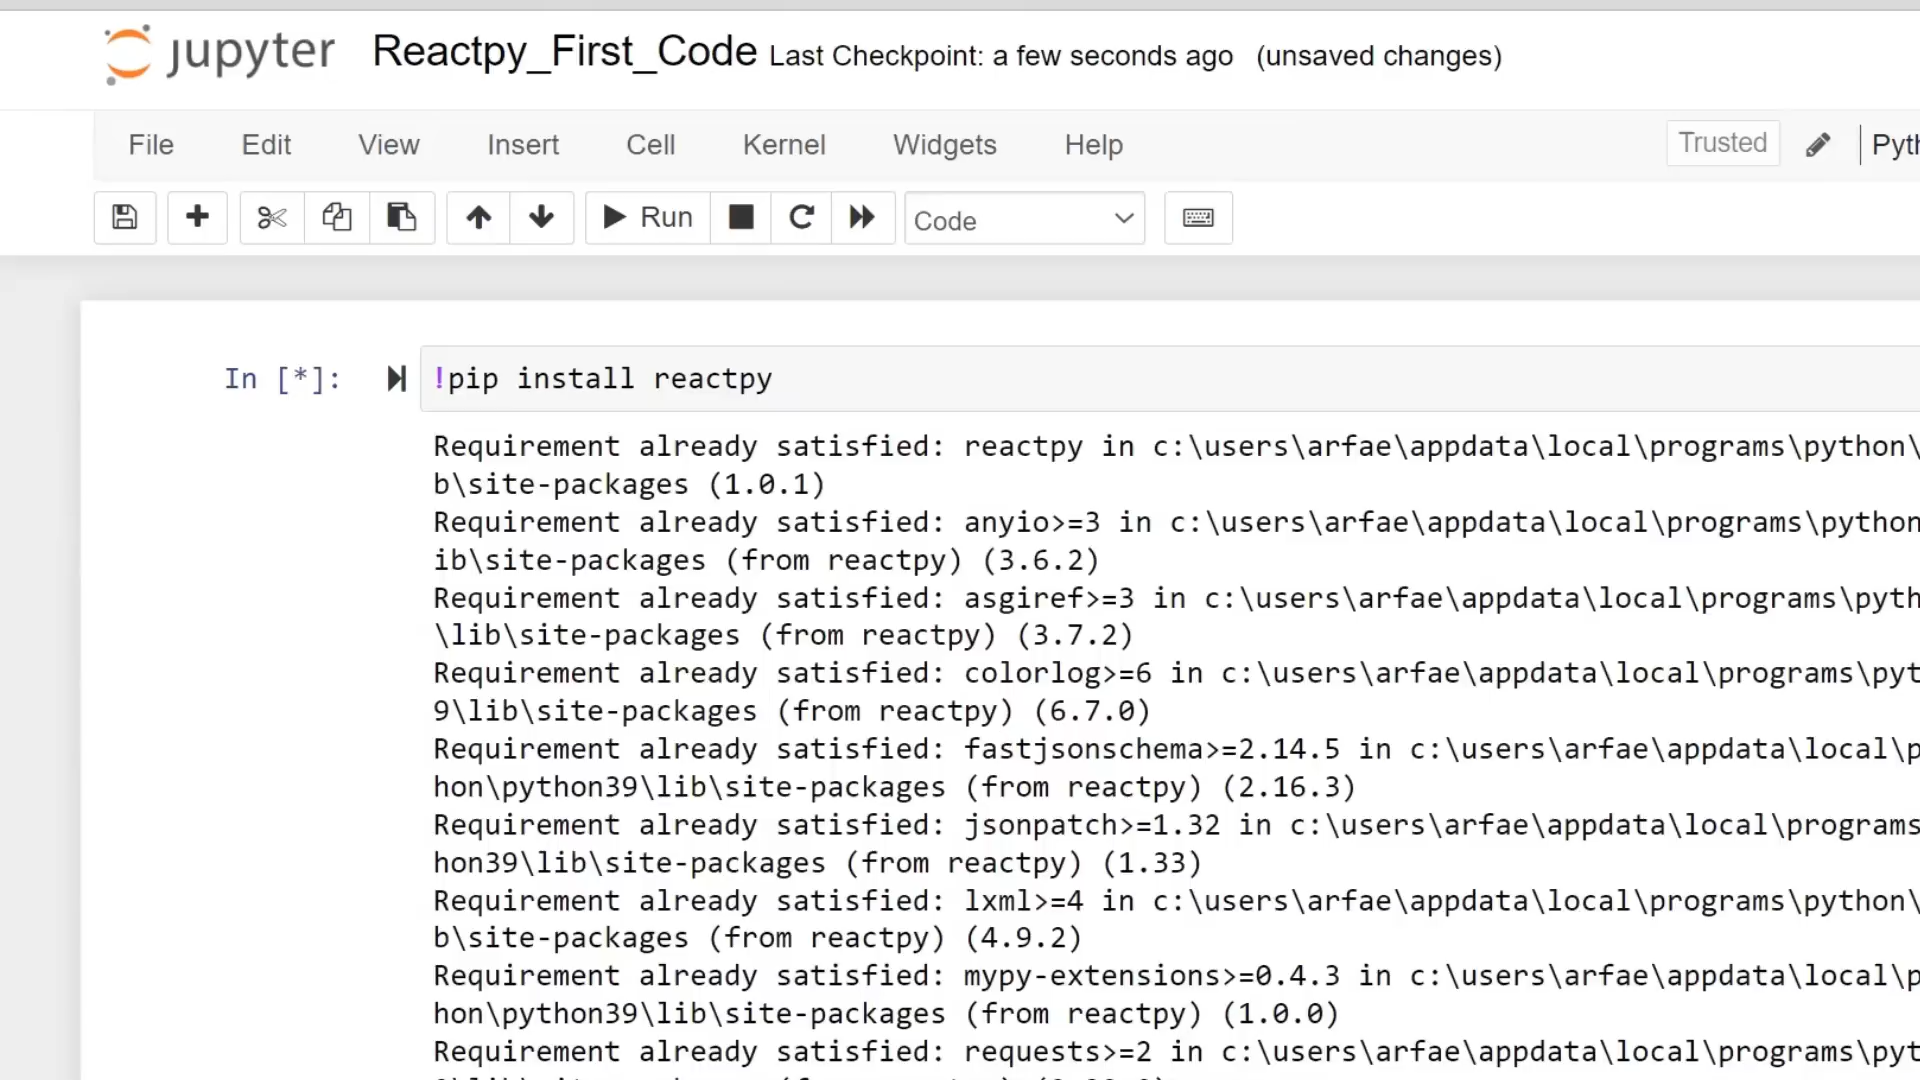 jupyter Reactpy_First_Code Last Checkpoint: a few seconds ago (unsaved changes)
File Edit View Insert Cell Kernel Widgets Help Trusted Pyth
Run Code
In [*]: !pip install reactpy
Requirement already satisfied: reactpy in c:\users\arfae\appdata\local\programs\python\
b\site-packages (1.0.1)
Requirement already satisfied: anyio>=3 in c:\users\arfae\appdata\local\programs\python
ib\site-packages (from reactpy) (3.6.2)
Requirement already satisfied: asgiref>=3 in c:\users\arfae\appdata\local\programs\pyth
\lib\site-packages (from reactpy) (3.7.2)
Requirement already satisfied: colorlog>=6 in c:\users\arfae\appdata\local\programs\pyt
9\lib\site-packages (from reactpy) (6.7.0)
Requirement already satisfied: fastjsonschema>=2.14.5 in c:\users\arfae\appdata\local\p
hon\python39\lib\site-packages (from reactpy) (2.16.3)
Requirement already satisfied: jsonpatch>=1.32 in c:\users\arfae\appdata\local\programs
hon39\lib\site-packages (from reactpy) (1.33)
Requirement already satisfied: lxml>=4 in c:\users\arfae\appdata\local\programs\python\
b\site-packages (from reactpy) (4.9.2)
Requirement already satisfied: mypy-extensions>=0.4.3 in c:\users\arfae\appdata\local\p
hon\python39\lib\site-packages (from reactpy) (1.0.0)
Requirement already satisfied: requests>=2 in c:\users\arfae\appdata\local\programs\pyt